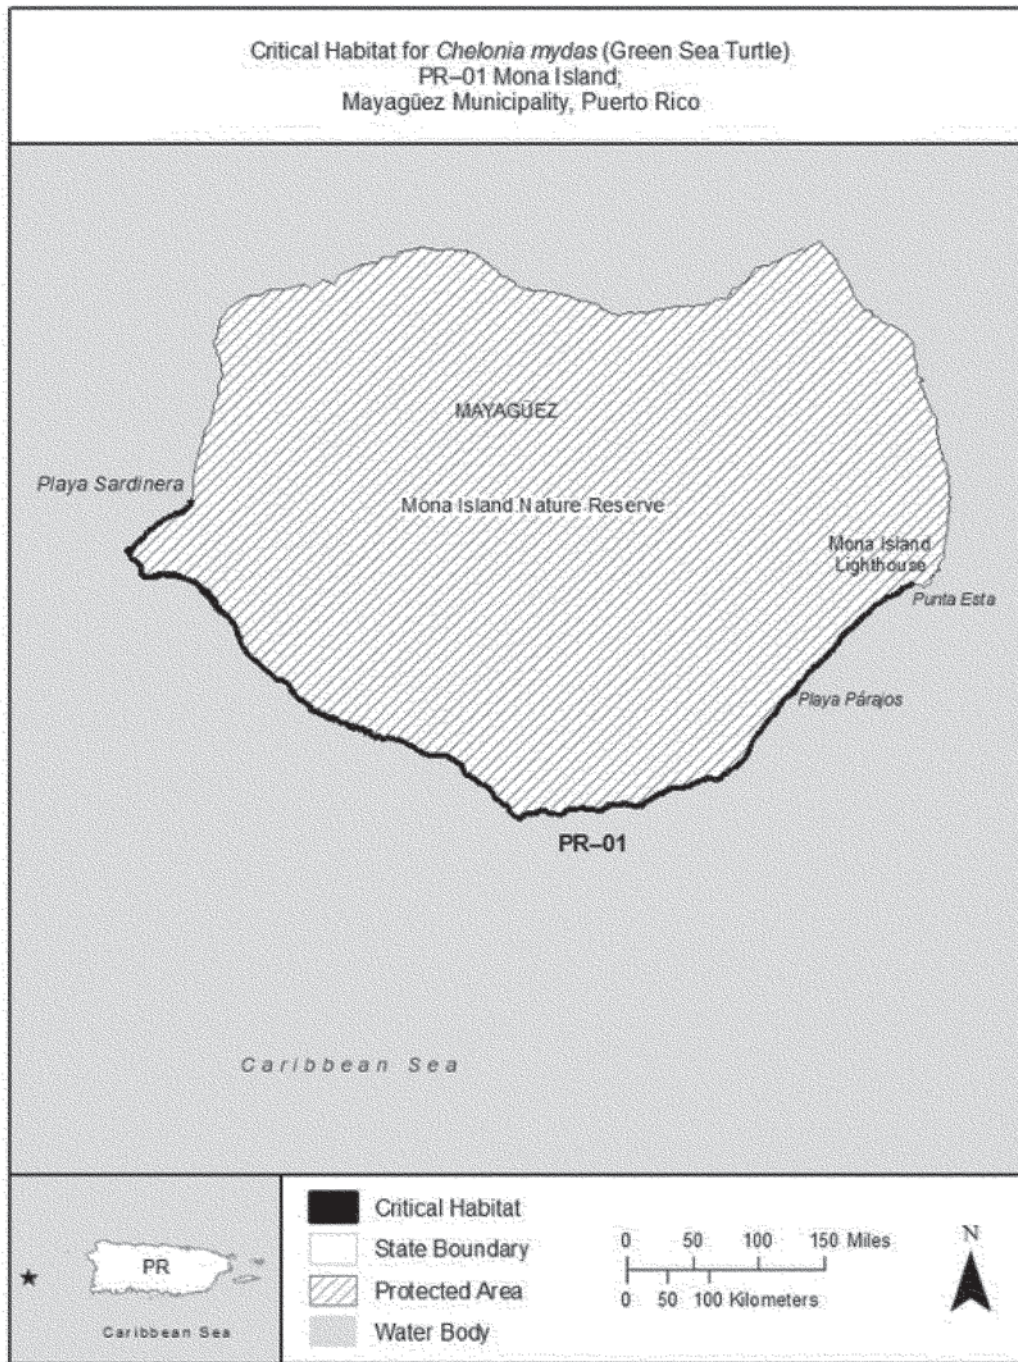 Critical Habitat for Chelonia mydas (Green Sea Turtle)
PR–01 Mona Island;
Mayagüez Municipality, Puerto Rico
MAYAGÜEZ
Playa Sardinera
Mona Island Nature Reserve
Mona Island
Lighthouse
Punta Esta
Playa Párajos
PR–01
Caribbean Sea
PR
Caribbean Sea
Critical Habitat
State Boundary
Protected Area
Water Body
0 50 100 150 Miles
0 50 100 Kilometers
N